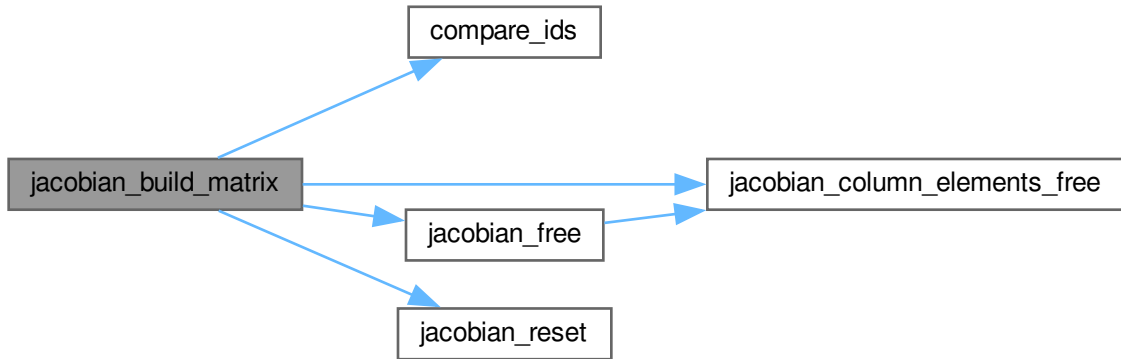 compare_ids
jacobian_build_matrix
jacobian_column_elements_free
jacobian_free
jacobian_reset